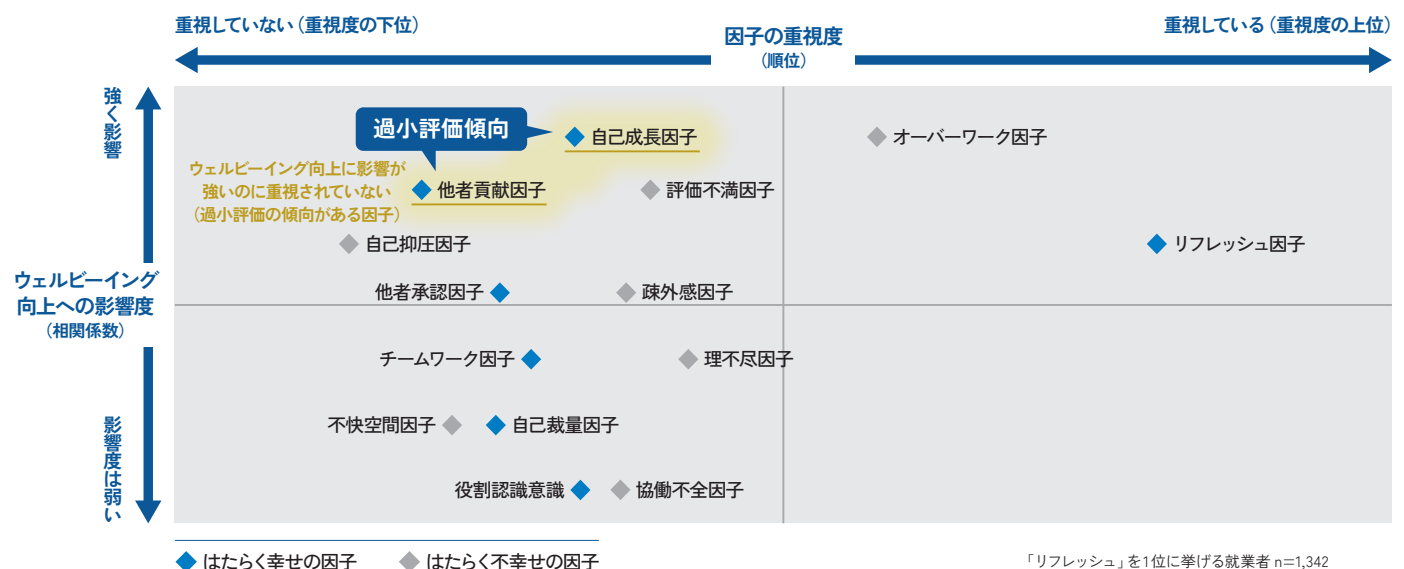 重視していない（重視度の下位）
因子の重視度
（順位）
重視している（重視度の上位）
強く影響
過小評価傾向
自己成長因子
オーバーワーク因子
ウェルビーイング向上に影響が
強いのに重視されていない
（過小評価の傾向がある因子）
他者貢献因子
評価不満因子
自己抑圧因子
リフレッシュ因子
ウェルビーイング
向上への影響度
（相関係数）
他者承認因子
疎外感因子
チームワーク因子
理不尽因子
不快空間因子
自己裁量因子
影響度は弱い
役割認識意識
協働不全因子
はたらく幸せの因子
はたらく不幸せの因子
「リフレッシュ」を1位に挙げる就業者 n=1,342